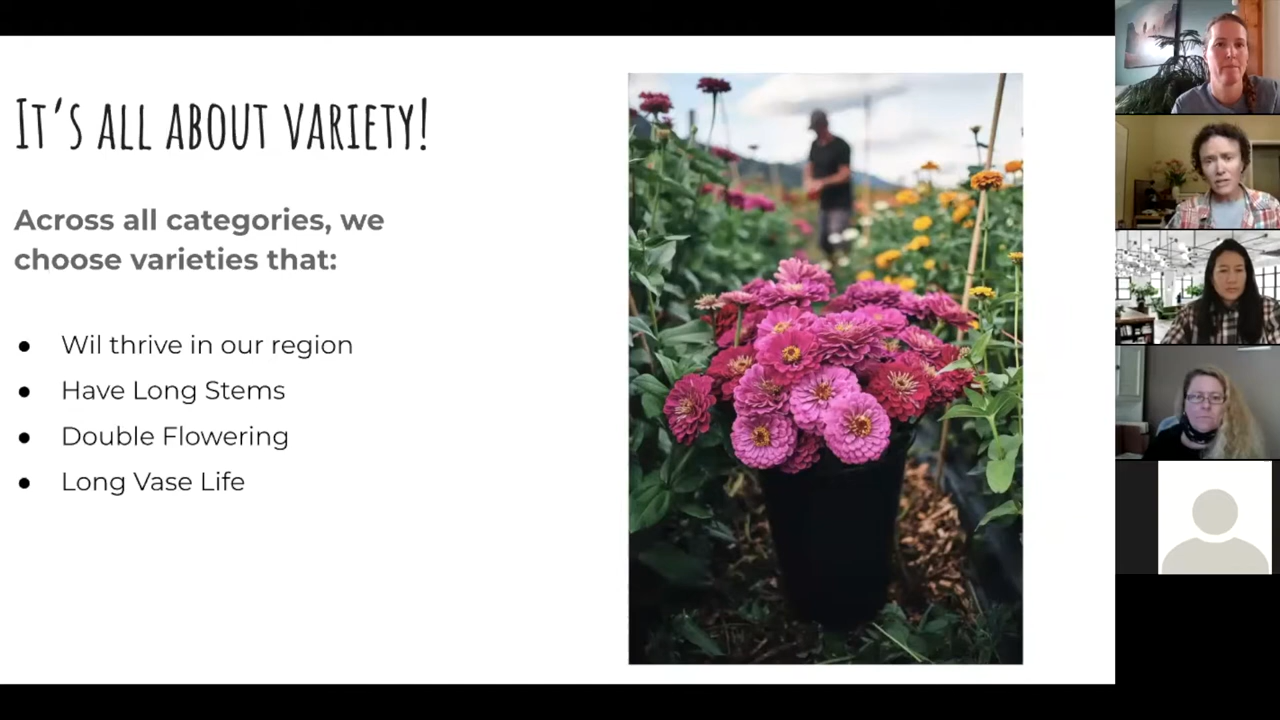 It's all about variety!
Across all categories, we
choose varieties that:
● Wil thrive in our region
● Have Long Stems
● Double Flowering
● Long Vase Life